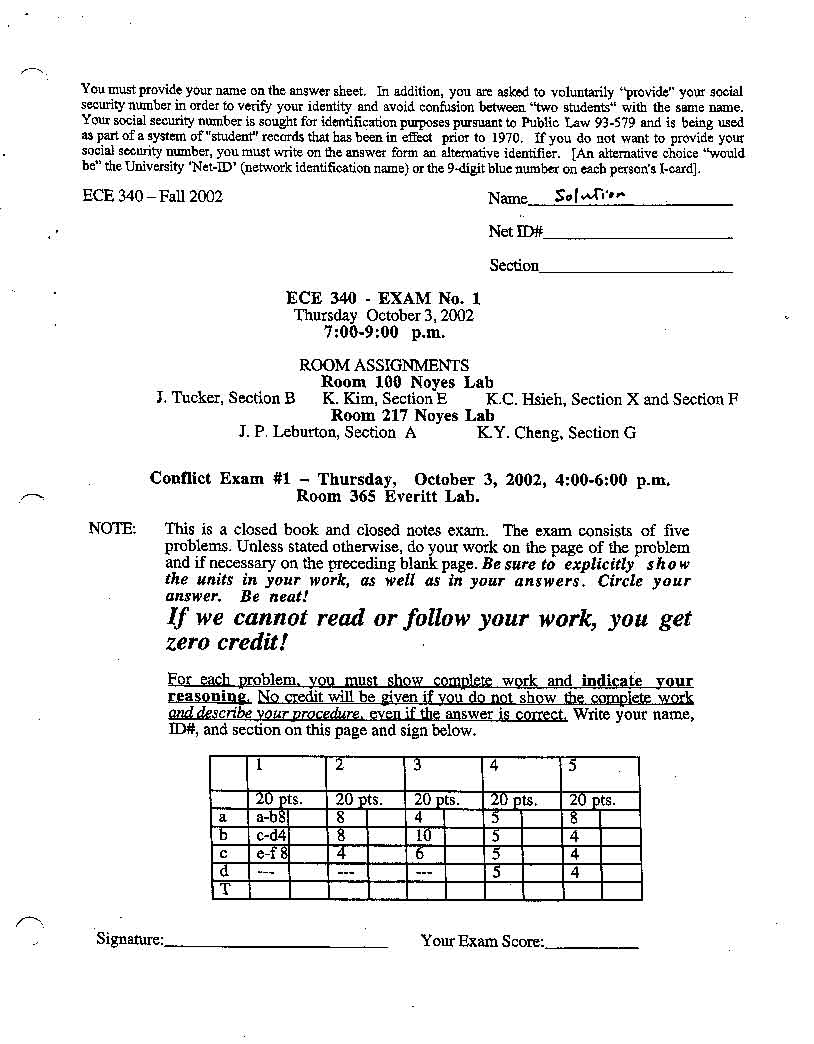 You must provide your name on the answer sheet. In addition, you are asked to voluntarily “provide” your social
security number in order to verify your identity and avoid confusion between “two students“ with the same name.
Your social security number is sought for identification purposes pursuant to Public Law 93-579 and is being used
as part of a system of "student" records that has been in effect prior to 1970. If you do not want to provide your
social security number, you must write on the answer form an alternative identifier. [An alternative choice “would
be” the University 'Net-ID' (network identification name) or the 9-digit blue number on each person's I-card].
ECE 340 – Fall 2002 Name Solution
Net ID#
Section
ECE 340 - EXAM No. 1
Thursday October 3, 2002
7:00-9:00 p.m.
ROOM ASSIGNMENTS
Room 100 Noyes Lab
J. Tucker, Section B K. Kim, Section E K.C. Hsieh, Section X and Section F
Room 217 Noyes Lab
J. P. Leburton, Section A K.Y. Cheng, Section G
Conflict Exam #1 – Thursday, October 3, 2002, 4:00-6:00 p.m.
Room 365 Everitt Lab.
NOTE: This is a closed book and closed notes exam. The exam consists of five
problems. Unless stated otherwise, do your work on the page of the problem
and if necessary on the preceding blank page. Be sure to explicitly show
the units in your work, as well as in your answers. Circle your
answer. Be neat!
If we cannot read or follow your work, you get
zero credit!
For each problem, you must show complete work and indicate your
reasoning. No credit will be given if you do not show the complete work
and describe your procedure, even if the answer is correct. Write your name,
ID#, and section on this page and sign below.
1 2 3 4 5
20 pts. 20 pts. 20 pts. 20 pts. 20 pts.
a a-b8 8 4 5 8
b c-d4 8 10 5 4
c e-f 8 4 6 5 4
d --- --- --- 5 4
T
Signature: Your Exam Score: